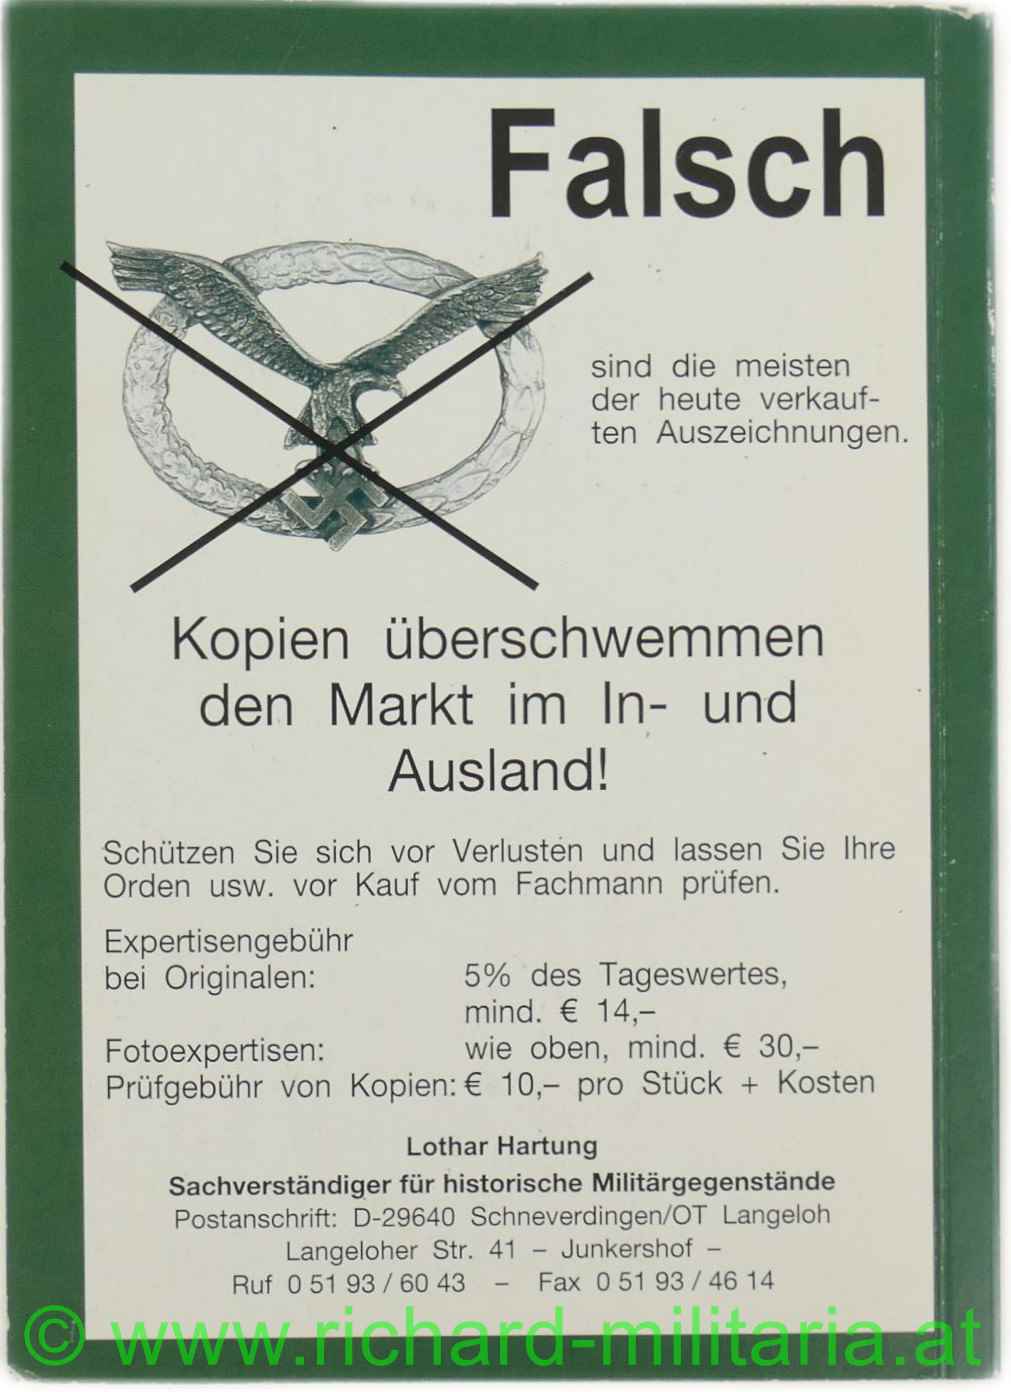 Falsch
sind die meisten
der heute verkauf-
ten Auszeichnungen.
Kopien überschwemmen
den Markt im In- und
Ausland!
Schützen Sie sich vor Verlusten und lassen Sie Ihre
Orden usw. vor Kauf vom Fachmann prüfen.
Expertisengebühr
bei Originalen: 5% des Tageswertes,
mind. € 14,–
Fotoexpertisen: wie oben, mind. € 30,–
Prüfgebühr von Kopien: € 10,– pro Stück + Kosten
Lothar Hartung
Sachverständiger für historische Militärgegenstände
Postanschrift: D-29640 Schneverdingen/OT Langeloh
Langeloher Str. 41 – Junkershof –
Ruf 0 51 93 / 60 43 – Fax 0 51 93 / 46 14
© www.richard-militaria.at